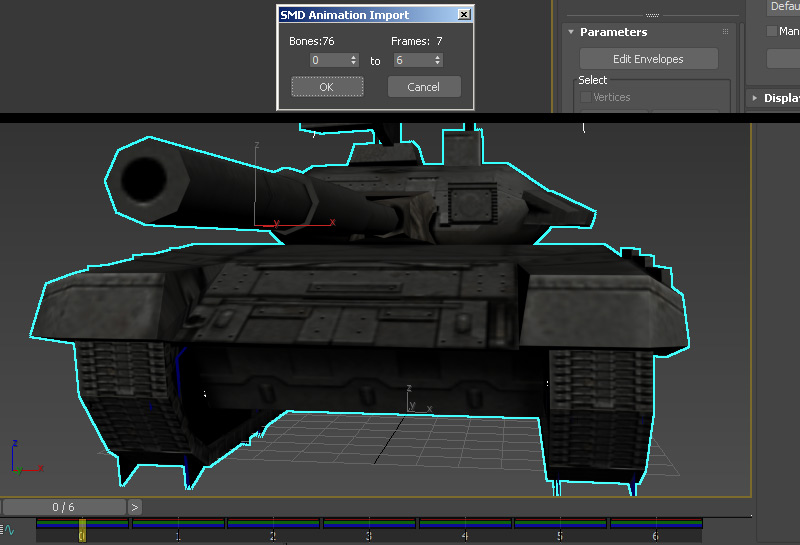 SMD Animation Import
Bones:76 Frames: 7
0 to 6
OK Cancel
Parameters
Edit Envelopes
Select
Vertices
Defau
Man
Displa
z
y x
z
y x
z
x
0 / 6 >
0 1 2 3 4 5 6